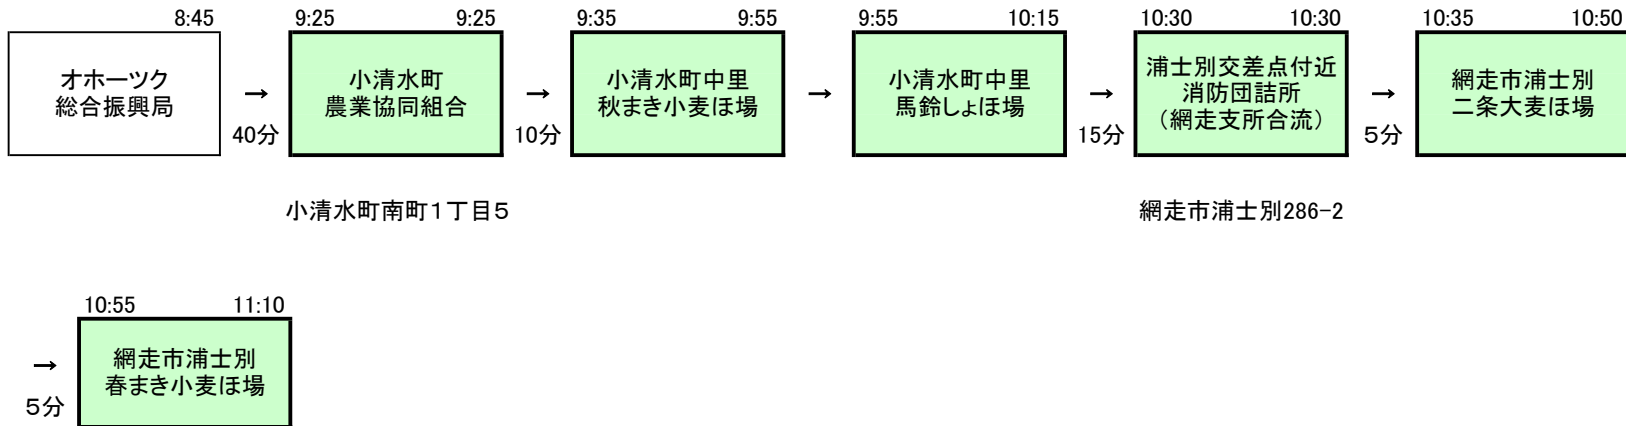 8:45
オホーツク
総合振興局
→
40分
9:25 9:25
小清水町
農業協同組合
小清水町南町1丁目5
→
10分
9:35 9:55
小清水町中里
秋まき小麦ほ場
→
9:55 10:15
小清水町中里
馬鈴しょほ場
→
15分
10:30 10:30
浦士別交差点付近
消防団詰所
（網走支所合流）
網走市浦士別286-2
→
5分
10:35 10:50
網走市浦士別
二条大麦ほ場
→
5分
10:55 11:10
網走市浦士別
春まき小麦ほ場